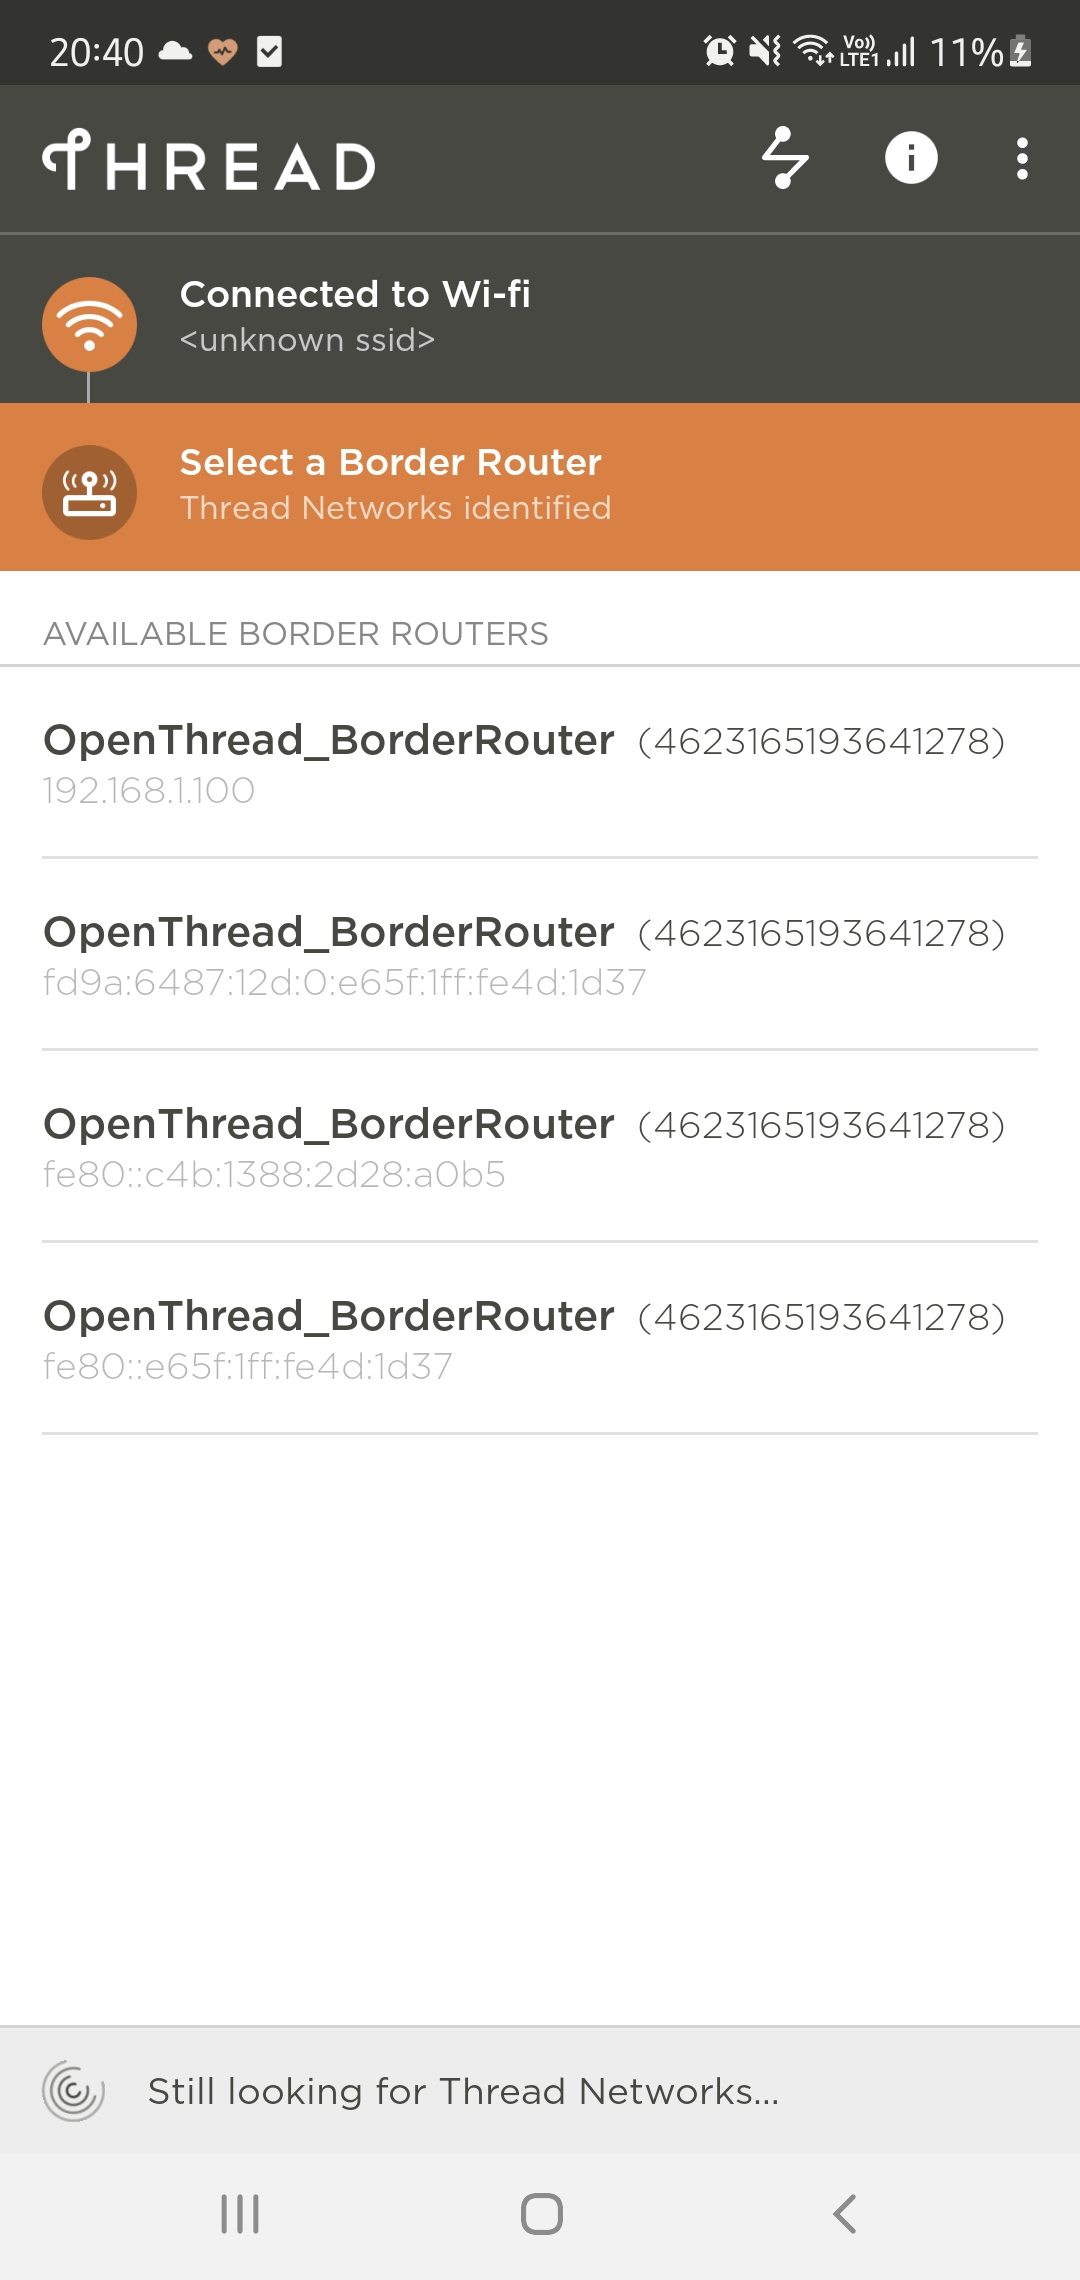 20:40
Vo)) LTE1 11%
THREAD
Connected to Wi-fi
<unknown ssid>
Select a Border Router
Thread Networks identified
AVAILABLE BORDER ROUTERS
OpenThread_BorderRouter (4623165193641278)
192.168.1.100
OpenThread_BorderRouter (4623165193641278)
fd9a:6487:12d:0:e65f:1ff:fe4d:1d37
OpenThread_BorderRouter (4623165193641278)
fe80::c4b:1388:2d28:a0b5
OpenThread_BorderRouter (4623165193641278)
fe80::e65f:1ff:fe4d:1d37
Still looking for Thread Networks...